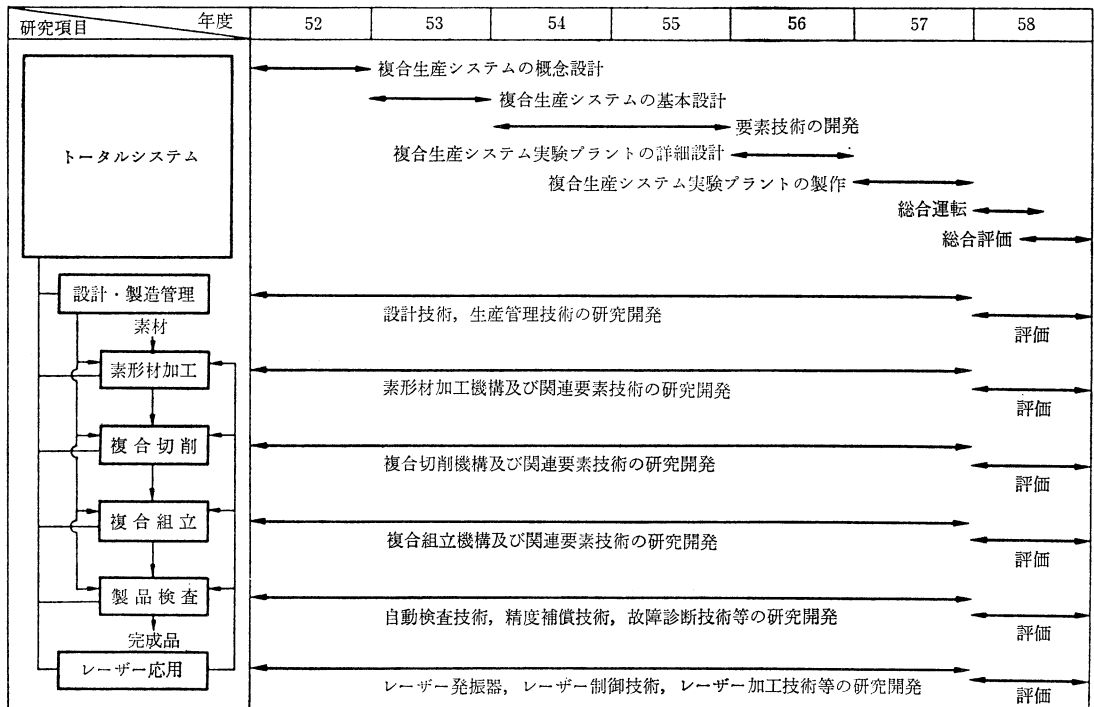 年度
研究項目
52 53 54 55 56 57 58
トータルシステム
複合生産システムの概念設計
複合生産システムの基本設計
要素技術の開発
複合生産システム実験プラントの詳細設計
複合生産システム実験プラントの製作
総合運転
総合評価
設計・製造管理
設計技術,生産管理技術の研究開発
評価
素材
素形材加工
素形材加工機構及び関連要素技術の研究開発
評価
複合切削
複合切削機構及び関連要素技術の研究開発
評価
複合組立
複合組立機構及び関連要素技術の研究開発
評価
製品検査
自動検査技術,精度補償技術,故障診断技術等の研究開発
評価
完成品
レーザー応用
レーザー発振器,レーザー制御技術,レーザー加工技術等の研究開発
評価